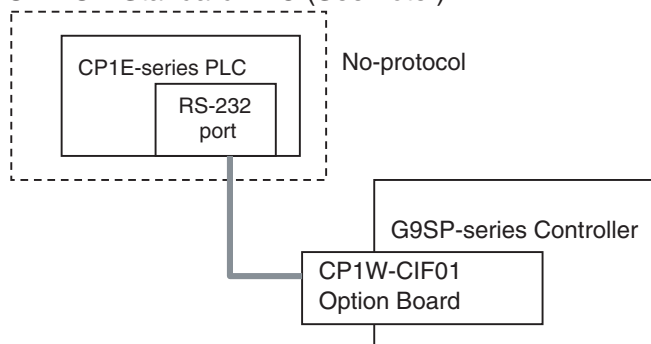 CP1E-series PLC
No-protocol
RS-232
port
G9SP-series Controller
CP1W-CIF01
Option Board